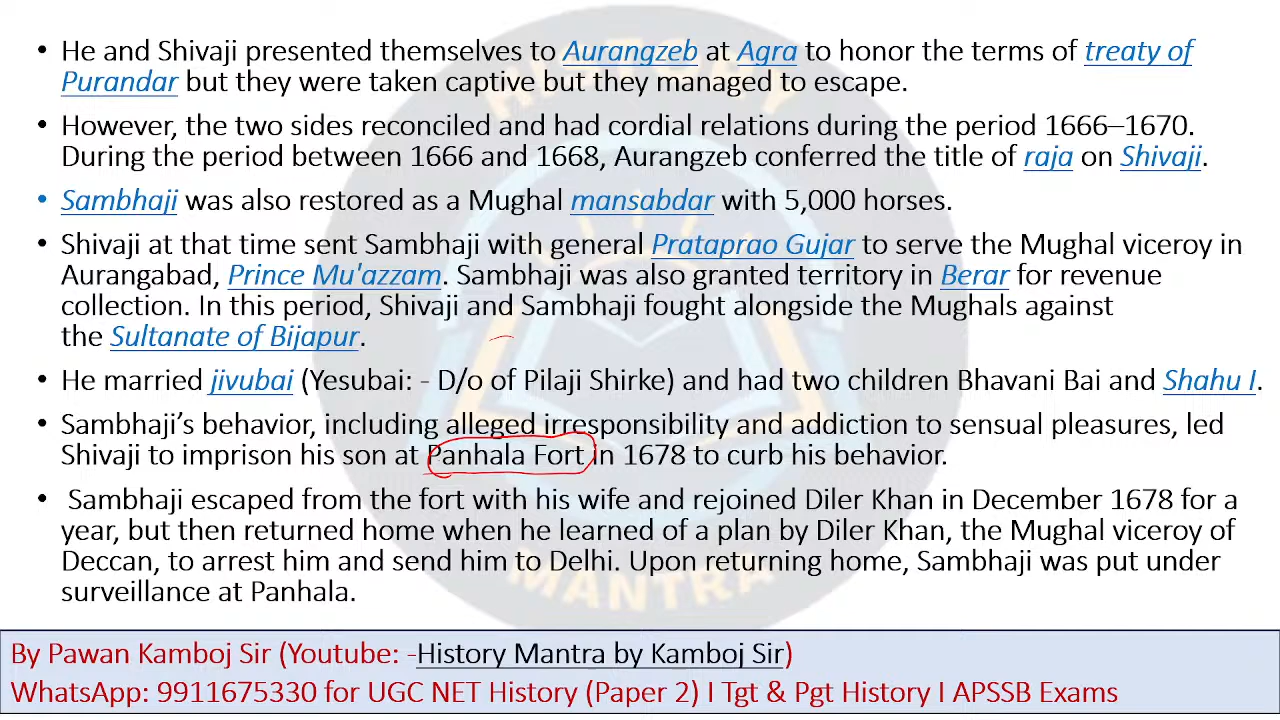 • He and Shivaji presented themselves to Aurangzeb at Agra to honor the terms of treaty of
Purandar but they were taken captive but they managed to escape.
• However, the two sides reconciled and had cordial relations during the period 1666–1670.
During the period between 1666 and 1668, Aurangzeb conferred the title of raja on Shivaji.
• Sambhaji was also restored as a Mughal mansabdar with 5,000 horses.
• Shivaji at that time sent Sambhaji with general Prataprao Gujar to serve the Mughal viceroy in
Aurangabad, Prince Mu'azzam. Sambhaji was also granted territory in Berar for revenue
collection. In this period, Shivaji and Sambhaji fought alongside the Mughals against
the Sultanate of Bijapur.
• He married jivubai (Yesubai: - D/o of Pilaji Shirke) and had two children Bhavani Bai and Shahu I.
• Sambhaji’s behavior, including alleged irresponsibility and addiction to sensual pleasures, led
Shivaji to imprison his son at Panhala Fort in 1678 to curb his behavior.
• Sambhaji escaped from the fort with his wife and rejoined Diler Khan in December 1678 for a
year, but then returned home when he learned of a plan by Diler Khan, the Mughal viceroy of
Deccan, to arrest him and send him to Delhi. Upon returning home, Sambhaji was put under
surveillance at Panhala.
HISTORY
MANTRA
By Pawan Kamboj Sir (Youtube: -History Mantra by Kamboj Sir)
WhatsApp: 9911675330 for UGC NET History (Paper 2) I Tgt & Pgt History I APSSB Exams